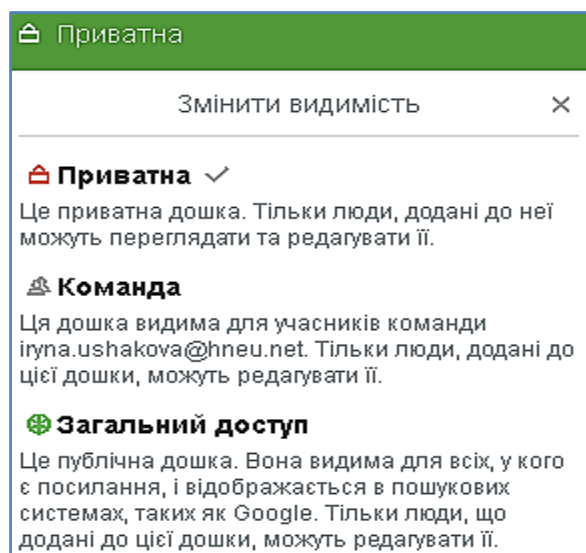 Приватна
Змінити видимість
Приватна
Це приватна дошка. Тільки люди, додані до неї
можуть переглядати та редагувати її.
Команда
Ця дошка видима для учасників команди
iryna.ushakova@hneu.net. Тільки люди, додані до
цієї дошки, можуть редагувати її.
Загальний доступ
Це публічна дошка. Вона видима для всіх, у кого
є посилання, і відображається в пошукових
системах, таких як Google. Тільки люди, що
додані до цієї дошки, можуть редагувати її.